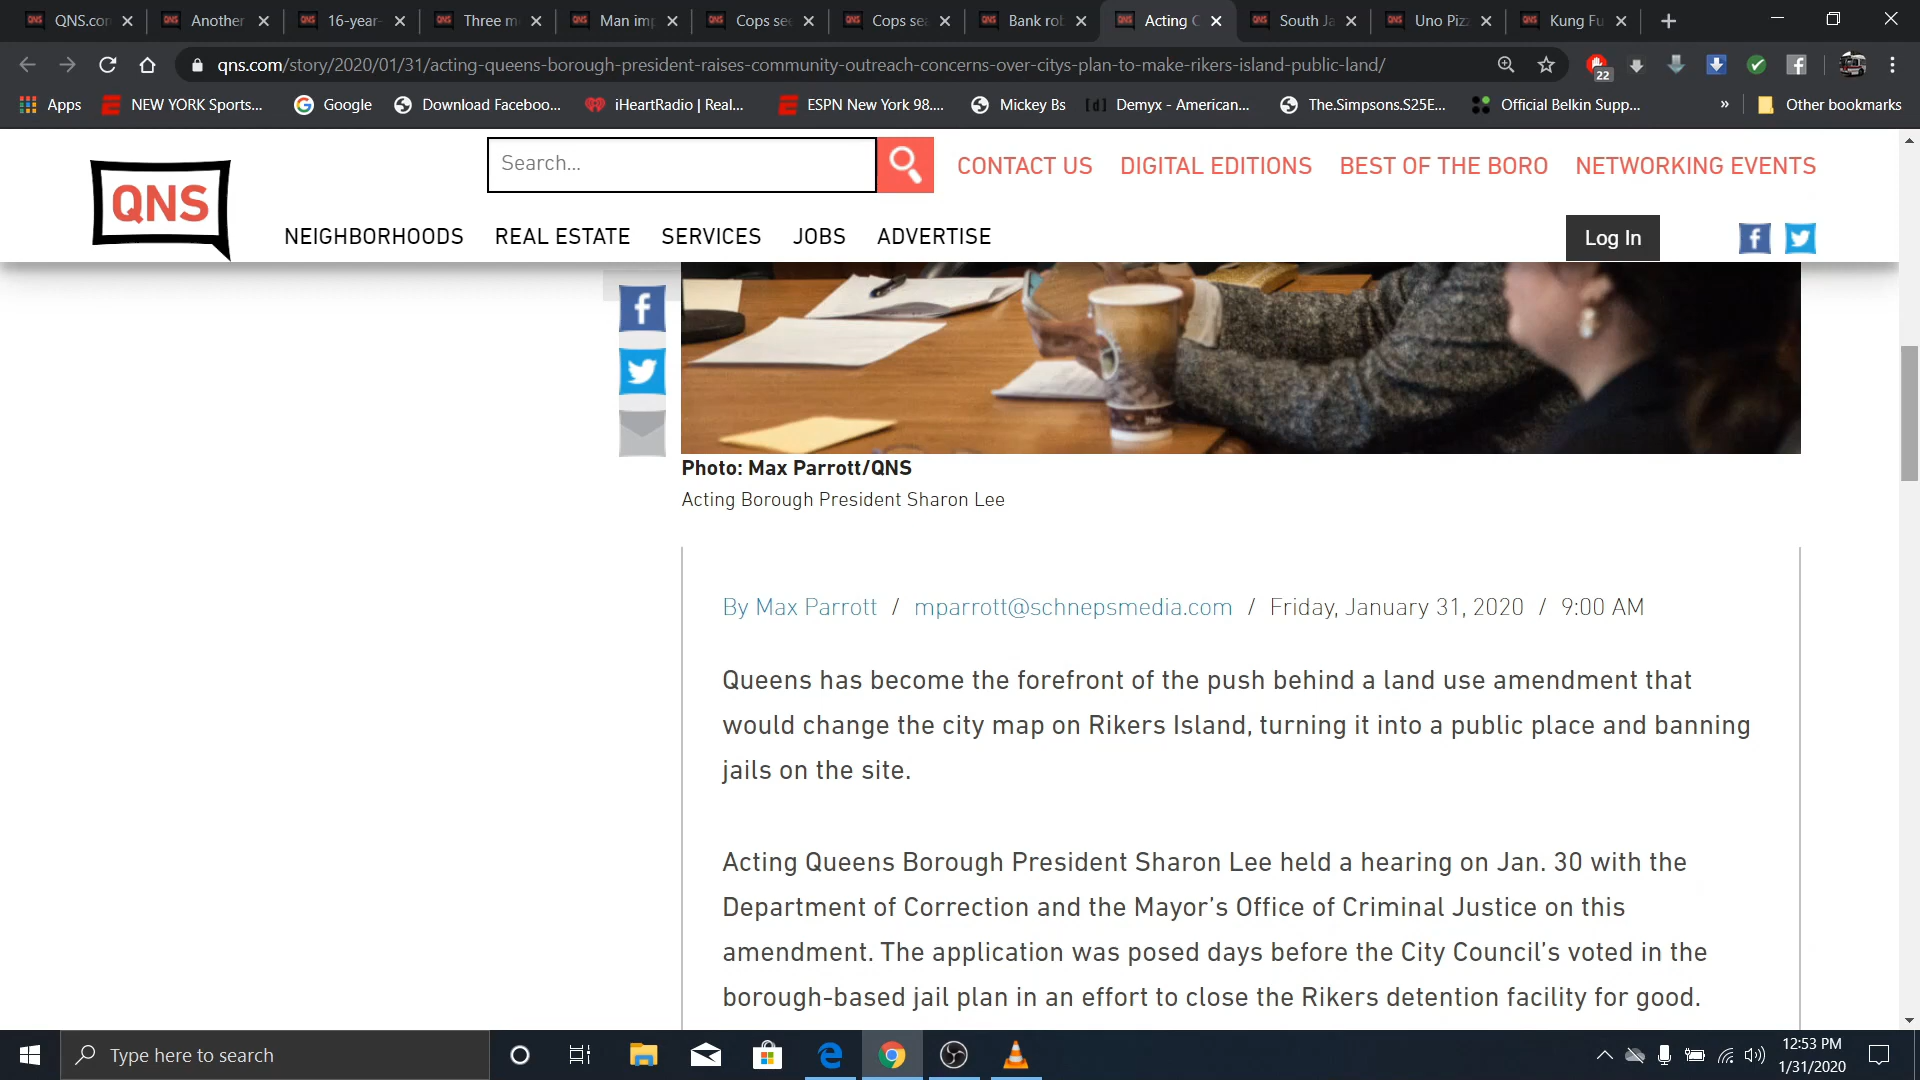 QNS.con
Another
16-year-
Three m
Man imp
Cops see
Cops sea
Bank rob
Acting Q
South Ja
Uno Pizz
Kung Fu
qns.com/story/2020/01/31/acting-queens-borough-president-raises-community-outreach-concerns-over-citys-plan-to-make-rikers-island-public-land/
22
Apps
NEW YORK Sports...
Google
Download Faceboo...
iHeartRadio | Real...
ESPN New York 98....
Mickey Bs
[d] Demyx - American...
The.Simpsons.S25E...
Official Belkin Supp...
»
Other bookmarks
QNS
Search...
CONTACT US
DIGITAL EDITIONS
BEST OF THE BORO
NETWORKING EVENTS
NEIGHBORHOODS
REAL ESTATE
SERVICES
JOBS
ADVERTISE
Log In
Photo: Max Parrott/QNS
Acting Borough President Sharon Lee
By Max Parrott / mparrott@schnepsmedia.com / Friday, January 31, 2020 / 9:00 AM
Queens has become the forefront of the push behind a land use amendment that
would change the city map on Rikers Island, turning it into a public place and banning
jails on the site.
Acting Queens Borough President Sharon Lee held a hearing on Jan. 30 with the
Department of Correction and the Mayor’s Office of Criminal Justice on this
amendment. The application was posed days before the City Council’s voted in the
borough-based jail plan in an effort to close the Rikers detention facility for good.
Type here to search
12:53 PM
1/31/2020